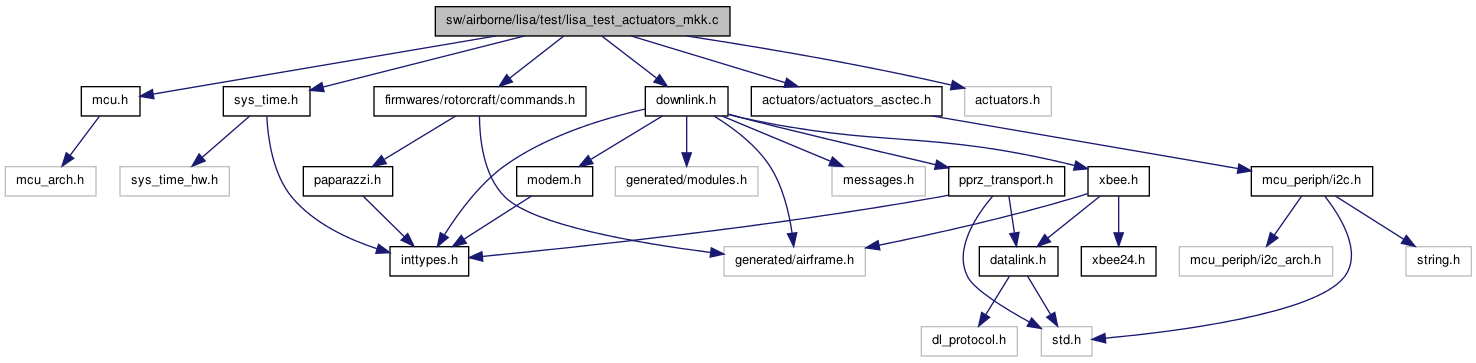 sw/airborne/lisa/test/lisa_test_actuators_mkk.c
mcu.h
sys_time.h
firmwares/rotorcraft/commands.h
downlink.h
actuators/actuators_asctec.h
actuators.h
mcu_arch.h
sys_time_hw.h
paparazzi.h
modem.h
generated/modules.h
messages.h
pprz_transport.h
xbee.h
mcu_periph/i2c.h
inttypes.h
generated/airframe.h
datalink.h
xbee24.h
mcu_periph/i2c_arch.h
string.h
dl_protocol.h
std.h